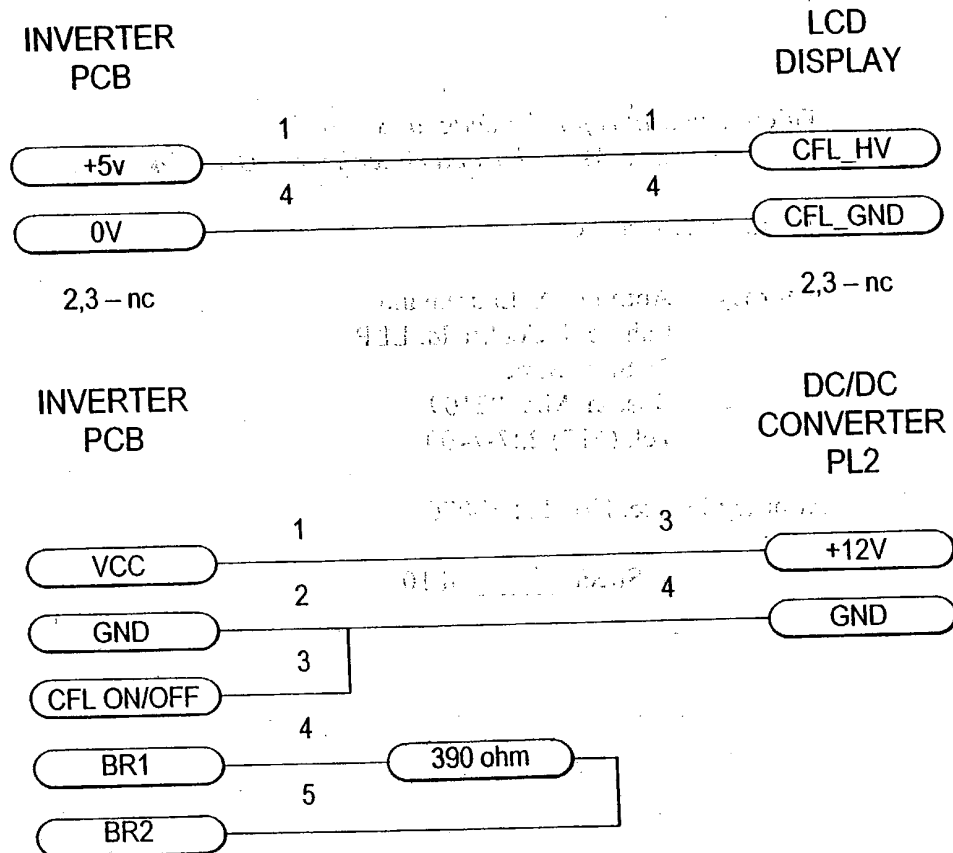 INVERTER
PCB
LCD
DISPLAY
1 1
+5v CFL_HV
4 4
0V CFL_GND
2,3 – nc 2,3 – nc
INVERTER
PCB
DC/DC
CONVERTER
PL2
1 3
VCC +12V
2 4
GND GND
3
CFL ON/OFF
4
BR1 390 ohm
5
BR2